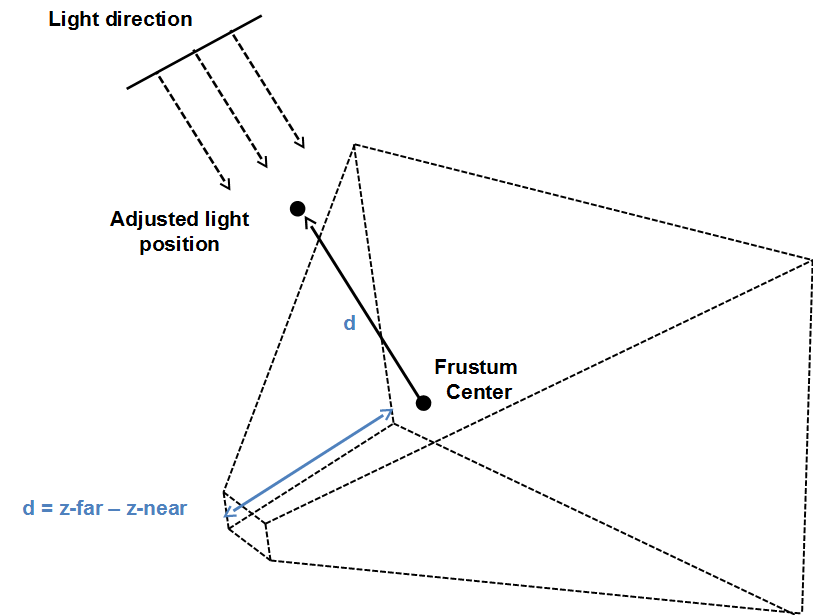 Light direction
Adjusted light
position
d
Frustum
Center
d = z-far – z-near